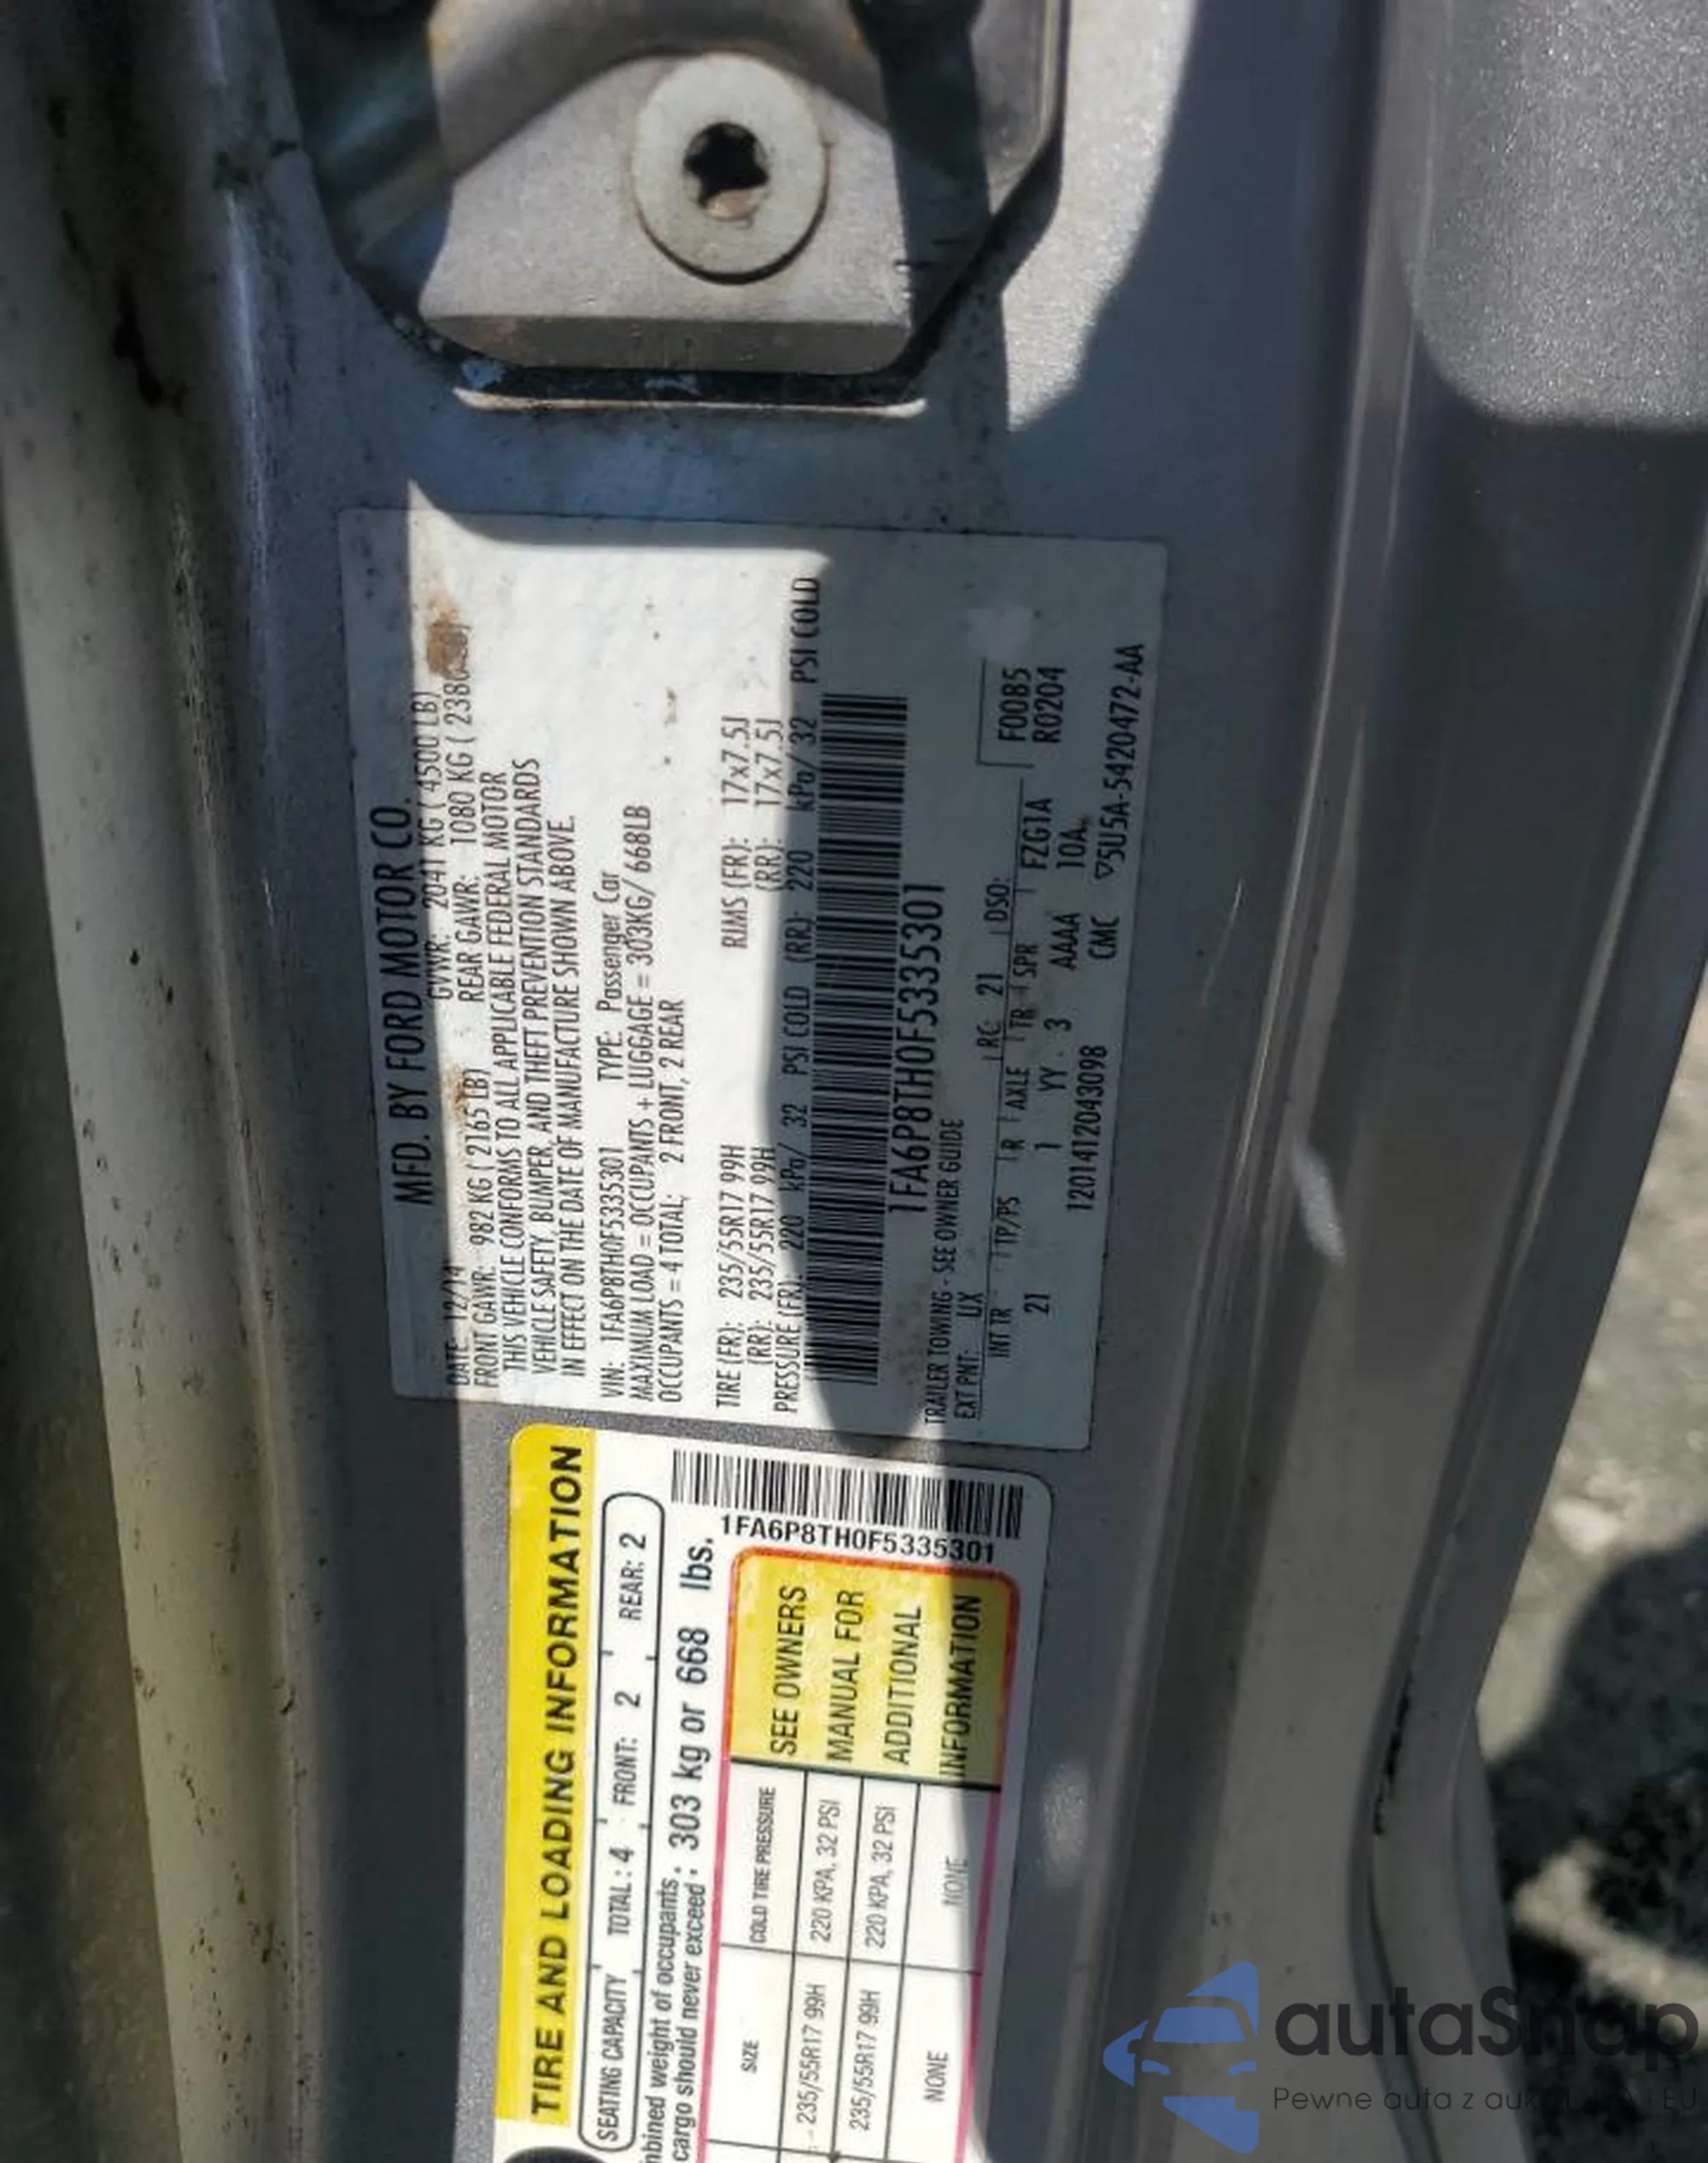 MFD. BY FORD MOTOR CO.
DATE: 12/14 GVWR: 2041 KG ( 4500 LB)
FRONT GAWR: 982 KG ( 2165 LB) REAR GAWR: 1080 KG (
THIS VEHICLE CONFORMS TO ALL APPLICABLE FEDERAL MOTOR
VEHICLE SAFETY, BUMPER, AND THEFT PREVENTION STANDARDS
IN EFFECT ON THE DATE OF MANUFACTURE SHOWN ABOVE.
VIN: 1FA6P8TH0F5335301 TYPE: Passenger Car
MAXIMUM LOAD = OCCUPANTS + LUGGAGE = 303KG/ 668LB
OCCUPANTS = 4 TOTAL; 2 FRONT, 2 REAR
TIRE (FR): 235/55R17 99H RIMS (FR): 17x7.5J
(RR): 235/55R17 99H (RR): 17x7.5J
PRESSURE (FR): 220 kPa/ 32 PSI COLD (RR): 220 kPa/ 32 PSI COLD
1FA6P8TH0F5335301
TRAILER TOWING - SEE OWNER GUIDE
EXT PNT: UX RC: 21 DSO:
INT TR TP/PS R AXLE TR SPR FZG1A F0085
21 1 YY 3 AAAA 10A R0204
120141204309B CMC ▽5U5A-5420472-AA
TIRE AND LOADING INFORMATION
SEATING CAPACITY TOTAL : 4 FRONT: 2 REAR: 2
mbined weight of occupants
cargo should never exceed : 303 kg or 668 lbs.
1FA6P8TH0F5335301
SIZE COLD TIRE PRESSURE
235/55R17 99H 220 KPA, 32 PSI
235/55R17 99H 220 KPA, 32 PSI
NONE NONE
SEE OWNERS
MANUAL FOR
ADDITIONAL
INFORMATION
autaSnap
Pewne auta z